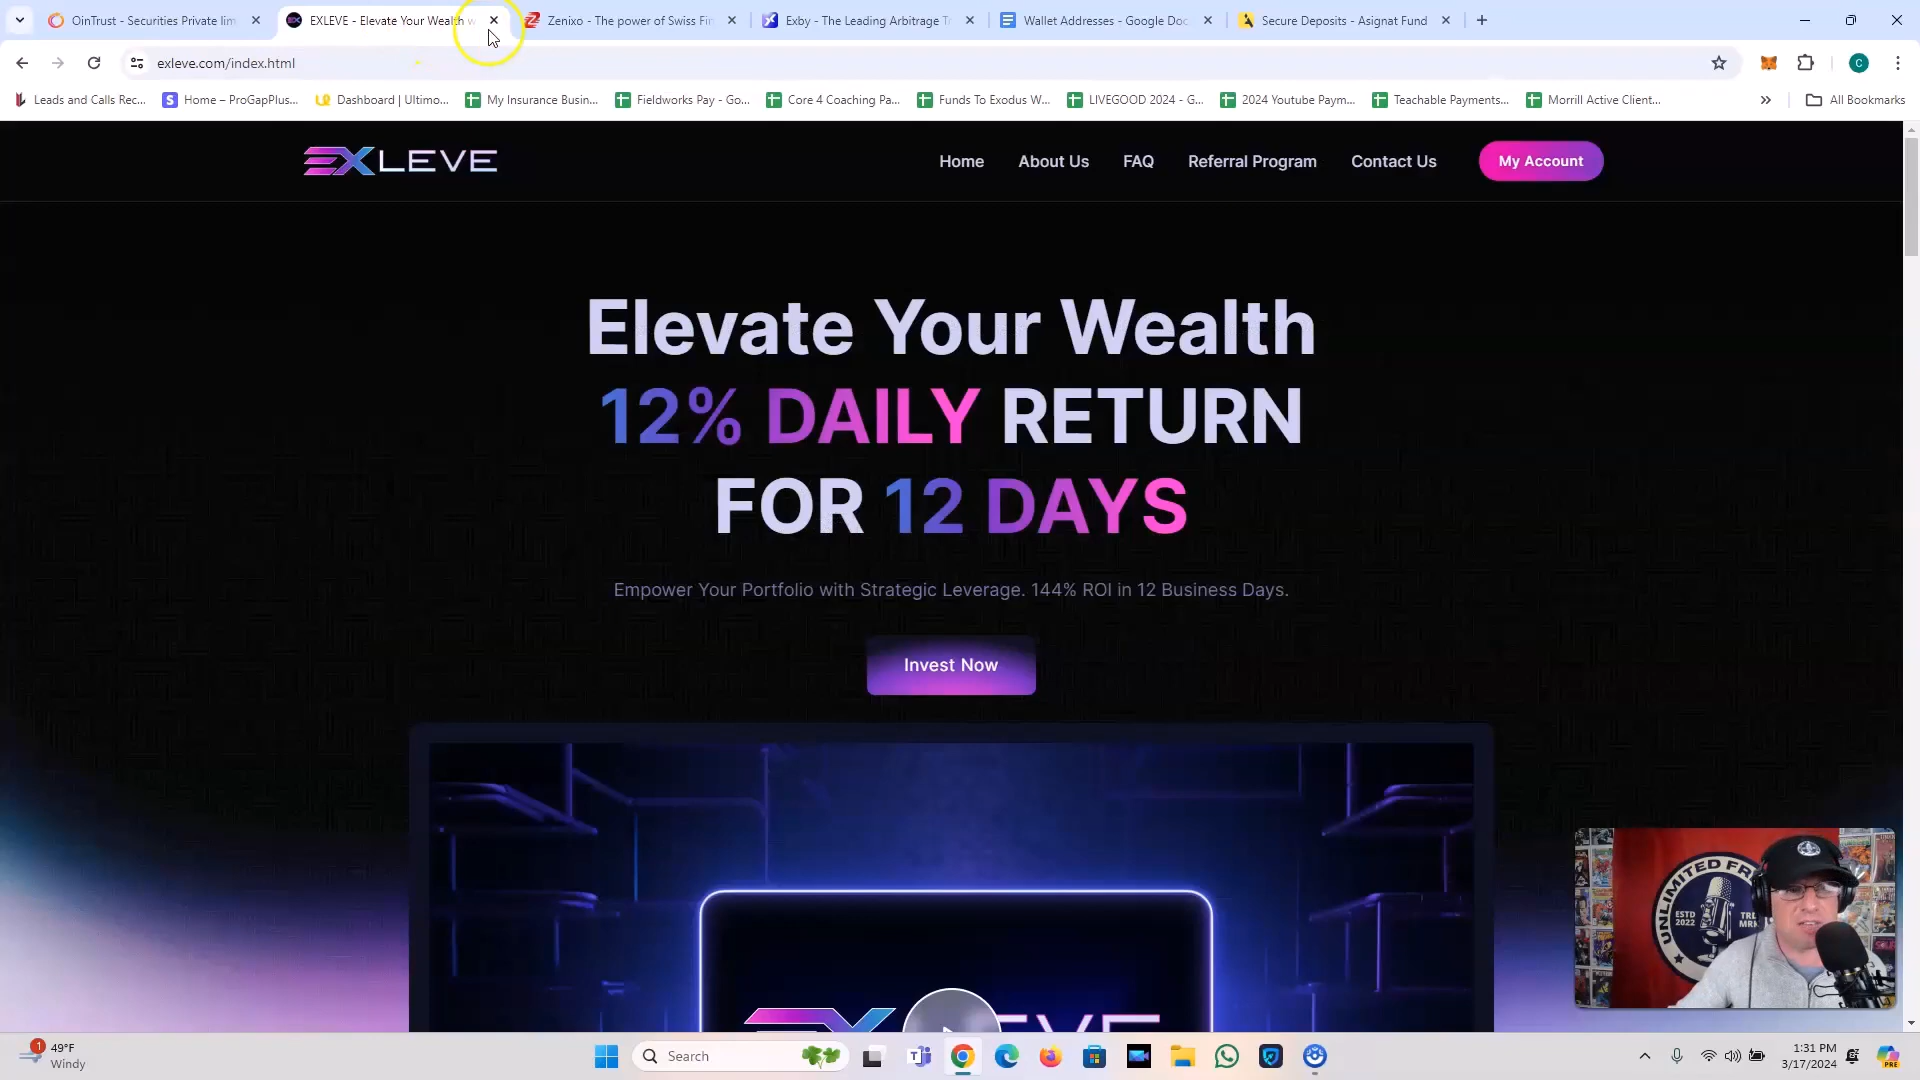 OinTrust - Securities Private lim
EXLEVE - Elevate Your Wealth w
Zenixo - The power of Swiss Fin
Exby - The Leading Arbitrage Tr
Wallet Addresses - Google Doc
Secure Deposits - Asignat Fund
exleve.com/index.html
C
Leads and Calls Rec...
Home – ProGapPlus...
Dashboard | Ultimo...
My Insurance Busin...
Fieldworks Pay - Go...
Core 4 Coaching Pa...
Funds To Exodus W...
LIVEGOOD 2024 - G...
2024 Youtube Paym...
Teachable Payments...
Morrill Active Client...
All Bookmarks
EXLEVE
Home
About Us
FAQ
Referral Program
Contact Us
My Account
Elevate Your Wealth
12% DAILY RETURN
FOR 12 DAYS
Empower Your Portfolio with Strategic Leverage. 144% ROI in 12 Business Days.
Invest Now
UNLIMITED
ESTD
2022
1
49°F
Windy
Search
1:31 PM
3/17/2024
PRE